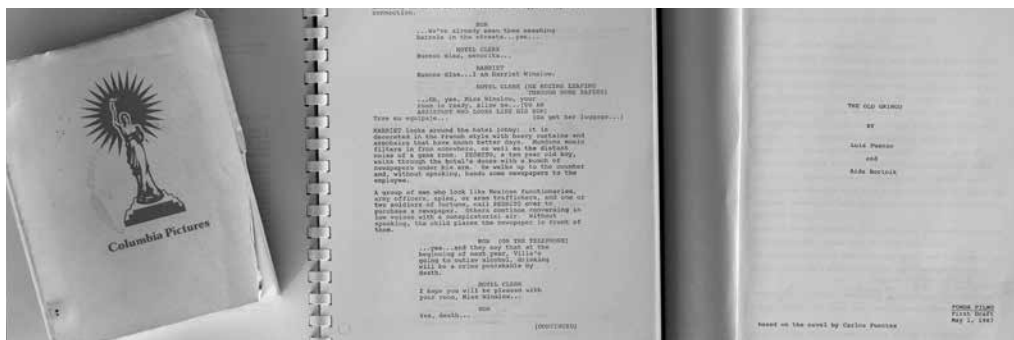 Columbia Pictures
connection.
BOB
...We've already seen them smashing
barrels in the streets...yes...
HOTEL CLERK
Buenos dias, senorita...
HARRIET
Buenos dias...I am Harriet Winslow.
HOTEL CLERK (HE BEGINS LEAFING
THROUGH SOME PAPERS)
...Oh, yes, Miss Winslow, your
room is ready,
ASSISTANT WHO LOOKS LIKE HIS SON)
Trae su equipaje... (Go get her luggage...)
HARRIET looks around the hotel lobby: it is
decorated in the French style with heavy curtains and
armchairs that have known better days. music
filters in from somewhere, as well as the distant
noise of a game room. PEDRITO, a ten year old boy,
walks through the hotel's doors with a bunch of
newspapers under his arm. He walks up to the counter
and, without speaking, hands some newspapers to the
employee.
A group of men who look like Mexican functionaries,
army officers, spies, or arms traffickers, and one or
two soldiers of fortune, call PEDRITO over to
purchase a newspaper. Others continue conversing in
low voices with a conspiratorial air. Without
speaking, the child places the newspaper in front of
them.
BOB (ON THE TELEPHONE)
...yes...and they say that at the
beginning of next year, Villa's
going to outlaw alcohol, drinking
will be a crime punishable by
death.
HOTEL CLERK
I hope you will be pleased with
your room, Miss Winslow...
BOB
Yes, death...
(CONTINUED)
THE OLD GRINGO
BY
Luis Puenzo
and
Aida Bortnik
FONDA FILMS
First Draft
May 1, 1987
based on the novel by Carlos Fuentes